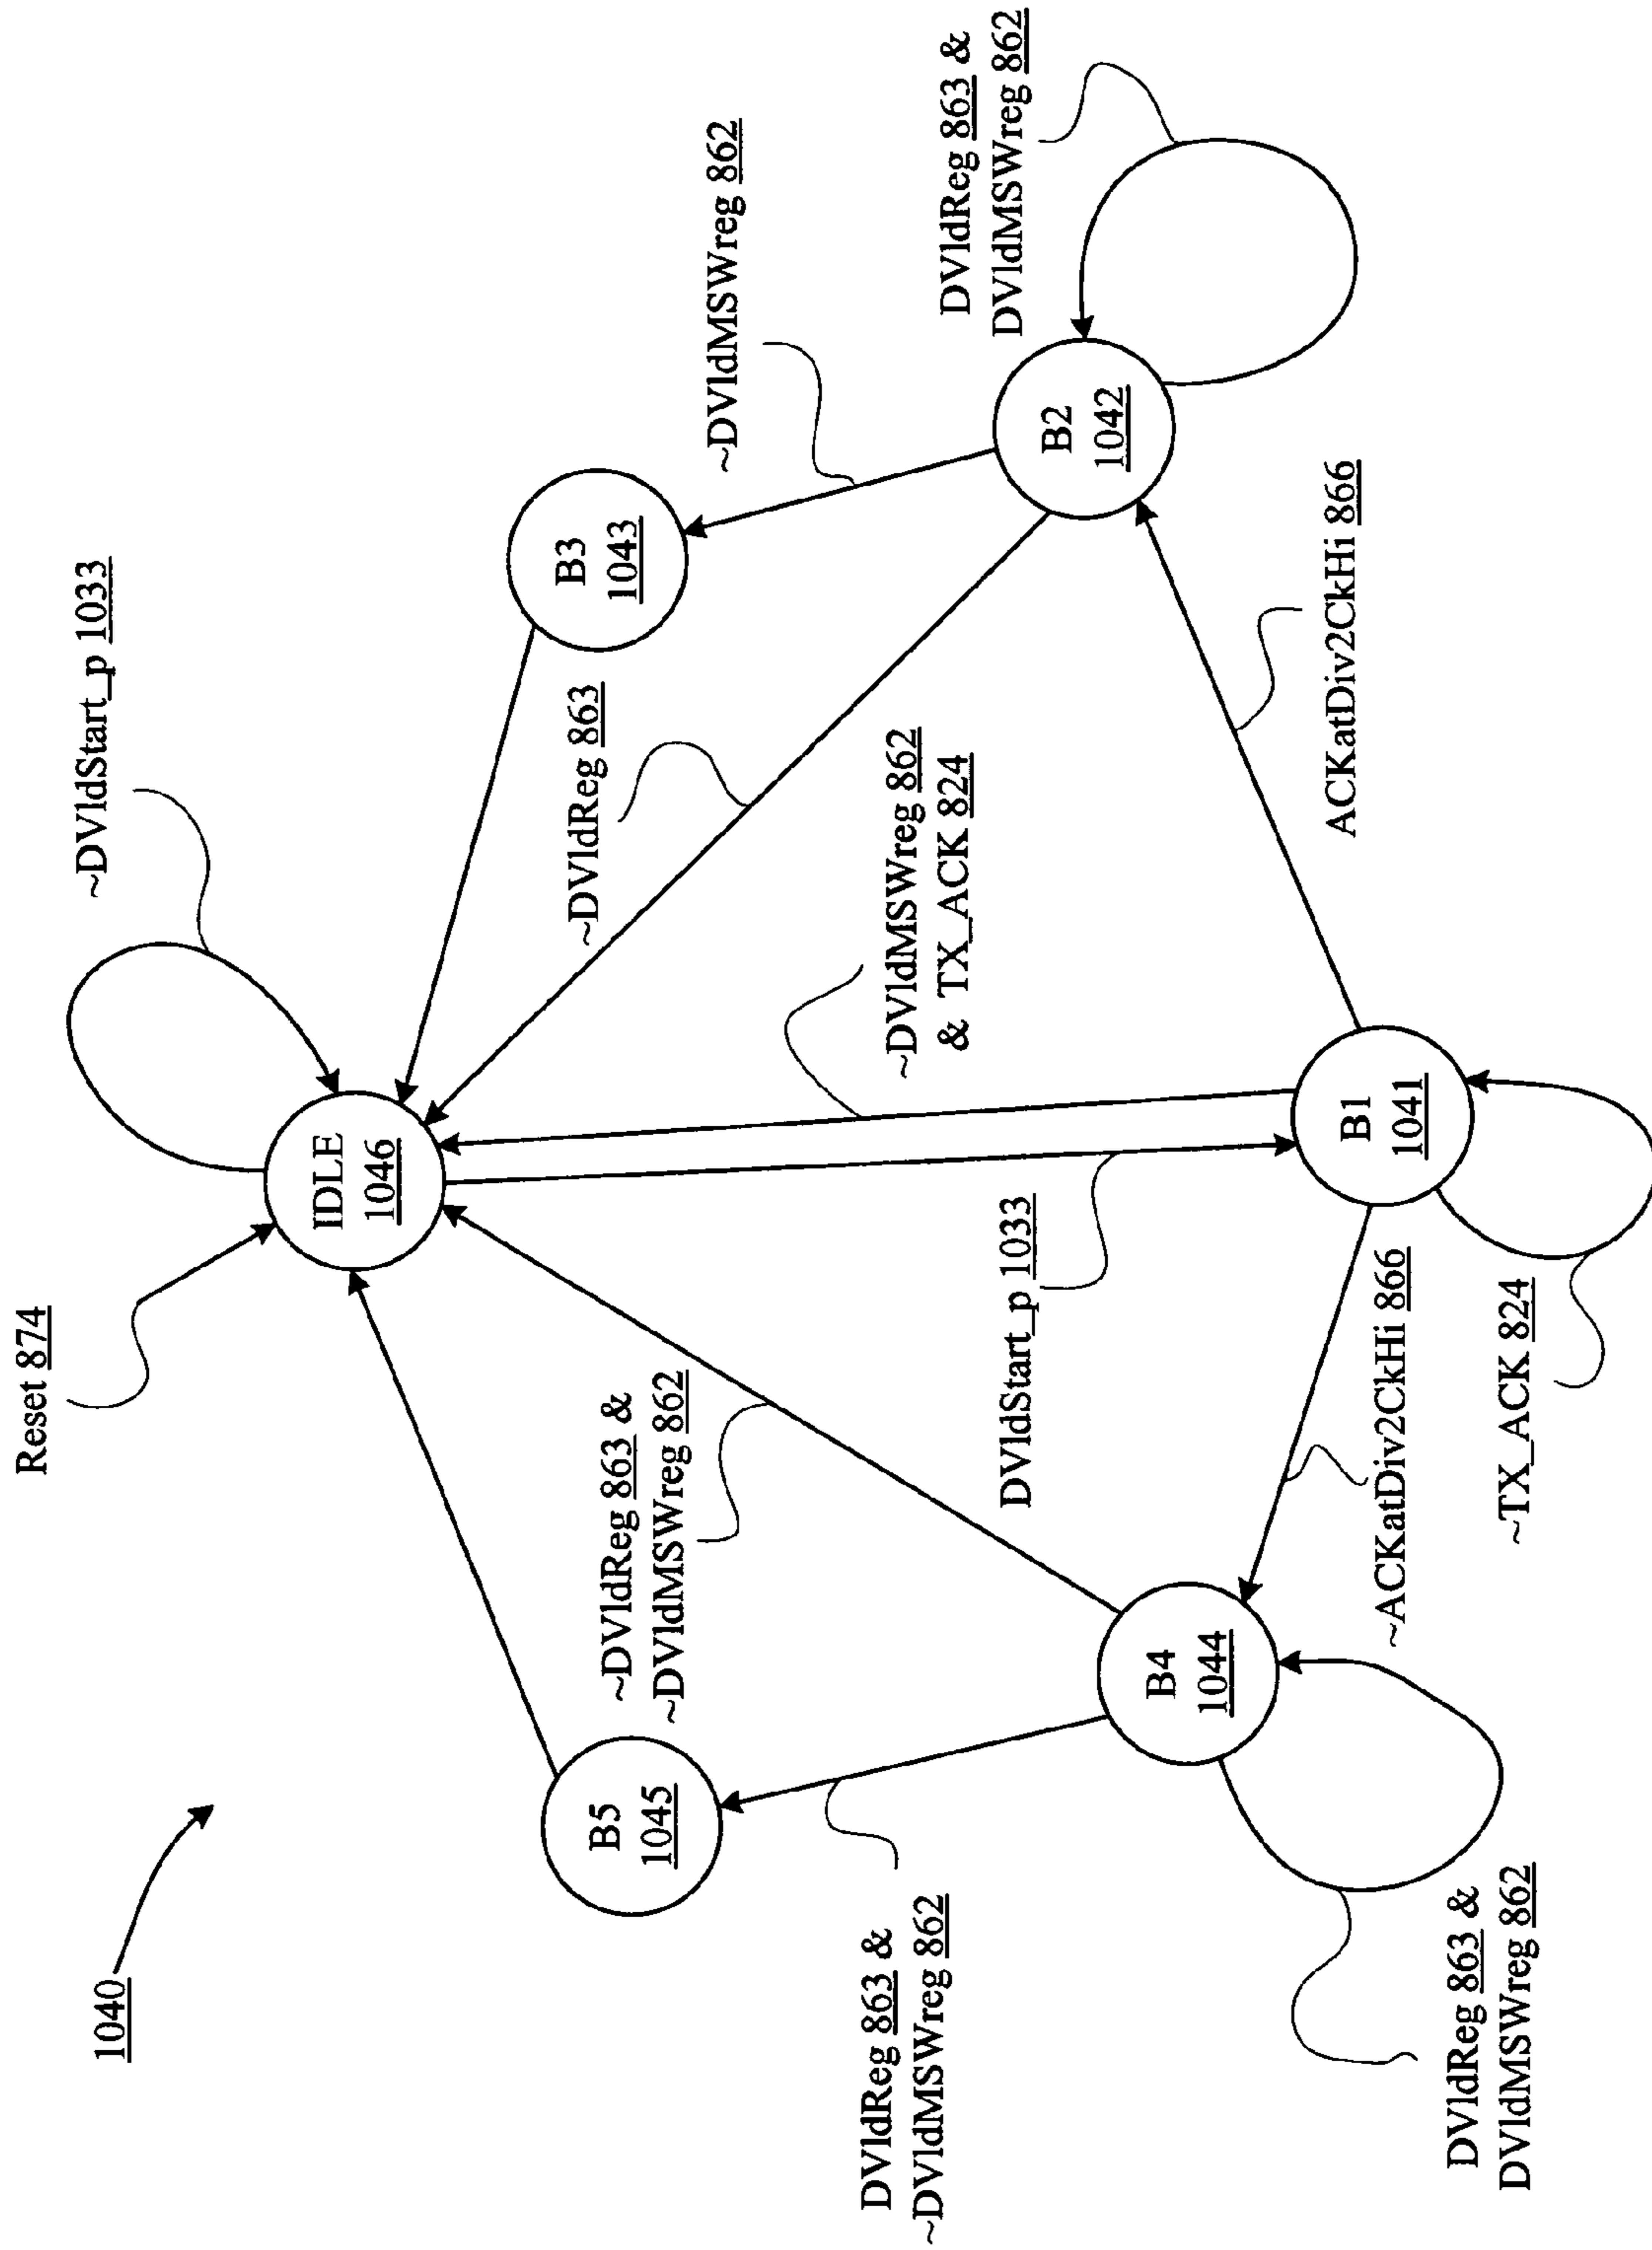 1040
Reset 874
~DVldStart_p 1033
IDLE
1046
B5
1045
B3
1043
~DVldReg 863 &
~DVldMSWreg 862
~DVldReg 863
~DVldMSWreg 862
DVldReg 863 &
~DVldMSWreg 862
DVldStart_p 1033
~DVldMSWreg 862
& TX_ACK 824
DVldReg 863 &
DVldMSWreg 862
B4
1044
B2
1042
B1
1041
~ACKatDiv2CkHi 866
ACKatDiv2CkHi 866
DVldReg 863 &
DVldMSWreg 862
~TX_ACK 824